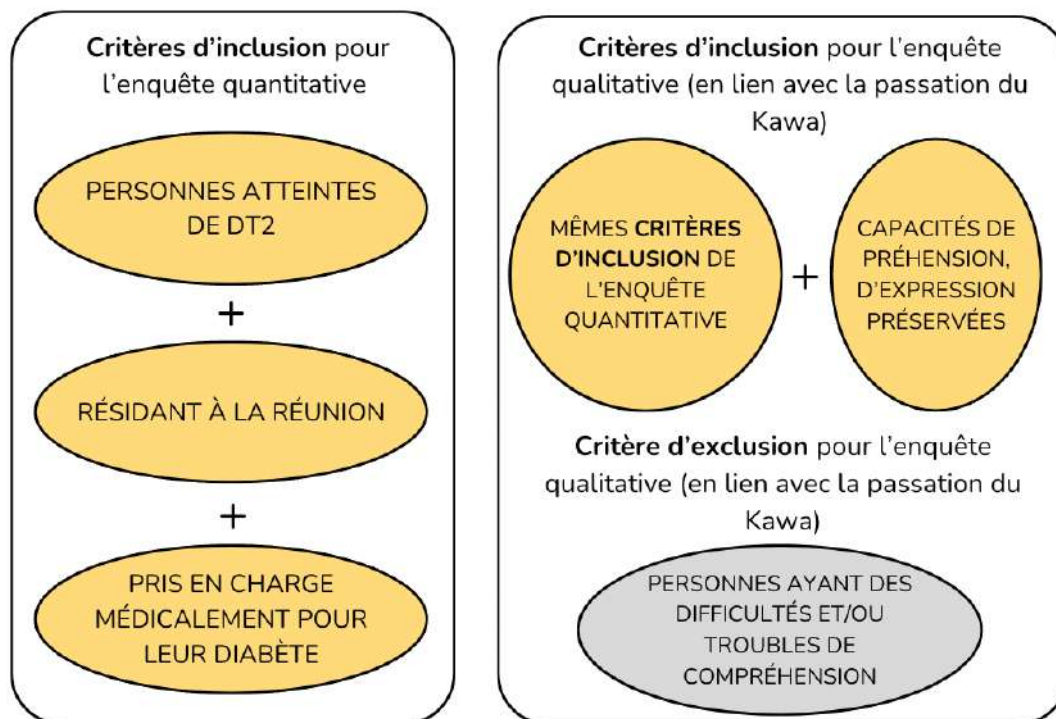 Critères d'inclusion pour
l'enquête quantitative
PERSONNES ATTEINTES
DE DT2
+
RÉSIDANT À LA RÉUNION
+
PRIS EN CHARGE
MÉDICALEMENT POUR
LEUR DIABÈTE
Critères d'inclusion pour l'enquête
qualitative (en lien avec la passation du
Kawa)
MÊMES CRITÈRES
D'INCLUSION DE
L'ENQUÊTE
QUANTITATIVE
+
CAPACITÉS DE
PRÉHENSION,
D'EXPRESSION
PRÉSERVÉES
Critère d'exclusion pour l'enquête
qualitative (en lien avec la passation du
Kawa)
PERSONNES AYANT DES
DIFFICULTÉS ET/OU
TROUBLES DE
COMPRÉHENSION